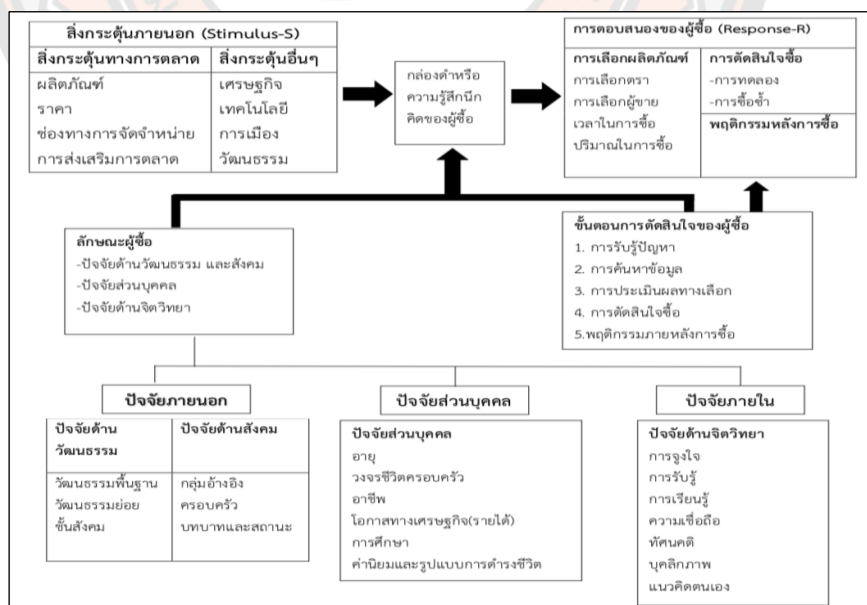 สิ่งกระตุ้นภายนอก (Stimulus-S)
สิ่งกระตุ้นทางการตลาด
ผลิตภัณฑ์
ราคา
ช่องทางการจัดจำหน่าย
การส่งเสริมการตลาด
สิ่งกระตุ้นอื่นๆ
เศรษฐกิจ
เทคโนโลยี
การเมือง
วัฒนธรรม
กล่องดำหรือ
ความรู้สึกนึก
คิดของผู้ซื้อ
การตอบสนองของผู้ซื้อ (Response-R)
การเลือกผลิตภัณฑ์
การเลือกตรา
การเลือกผู้ขาย
เวลาในการซื้อ
ปริมาณในการซื้อ
การตัดสินใจซื้อ
-การทดลอง
-การซื้อซ้ำ
พฤติกรรมหลังการซื้อ
ลักษณะผู้ซื้อ
-ปัจจัยด้านวัฒนธรรม และสังคม
-ปัจจัยส่วนบุคคล
-ปัจจัยด้านจิตวิทยา
ขั้นตอนการตัดสินใจของผู้ซื้อ
1. การรับรู้ปัญหา
2. การค้นหาข้อมูล
3. การประเมินผลทางเลือก
4. การตัดสินใจซื้อ
5.พฤติกรรมภายหลังการซื้อ
ปัจจัยภายนอก
ปัจจัยด้าน
วัฒนธรรม
วัฒนธรรมพื้นฐาน
วัฒนธรรมย่อย
ชั้นสังคม
ปัจจัยด้านสังคม
กลุ่มอ้างอิง
ครอบครัว
บทบาทและสถานะ
ปัจจัยส่วนบุคคล
ปัจจัยส่วนบุคคล
อายุ
วงจรชีวิตครอบครัว
อาชีพ
โอกาสทางเศรษฐกิจ(รายได้)
การศึกษา
ค่านิยมและรูปแบบการดำรงชีวิต
ปัจจัยภายใน
ปัจจัยด้านจิตวิทยา
การจูงใจ
การรับรู้
การเรียนรู้
ความเชื่อถือ
ทัศนคติ
บุคลิกภาพ
แนวคิดตนเอง